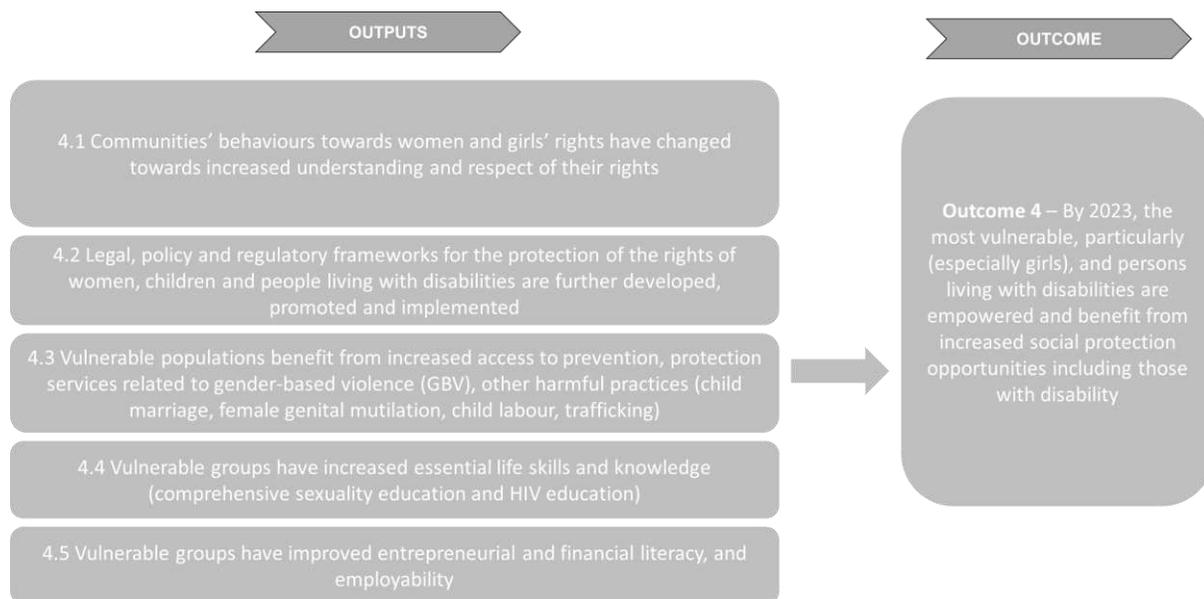 OUTPUTS
4.1 Communities’ behaviours towards women and girls’ rights have changed
towards increased understanding and respect of their rights
4.2 Legal, policy and regulatory frameworks for the protection of the rights of
women, children and people living with disabilities are further developed,
promoted and implemented
4.3 Vulnerable populations benefit from increased access to prevention, protection
services related to gender-based violence (GBV), other harmful practices (child
marriage, female genital mutilation, child labour, trafficking)
4.4 Vulnerable groups have increased essential life skills and knowledge
(comprehensive sexuality education and HIV education)
4.5 Vulnerable groups have improved entrepreneurial and financial literacy, and
employability
OUTCOME
Outcome 4 – By 2023, the
most vulnerable, particularly
(especially girls), and persons
living with disabilities are
empowered and benefit from
increased social protection
opportunities including those
with disability